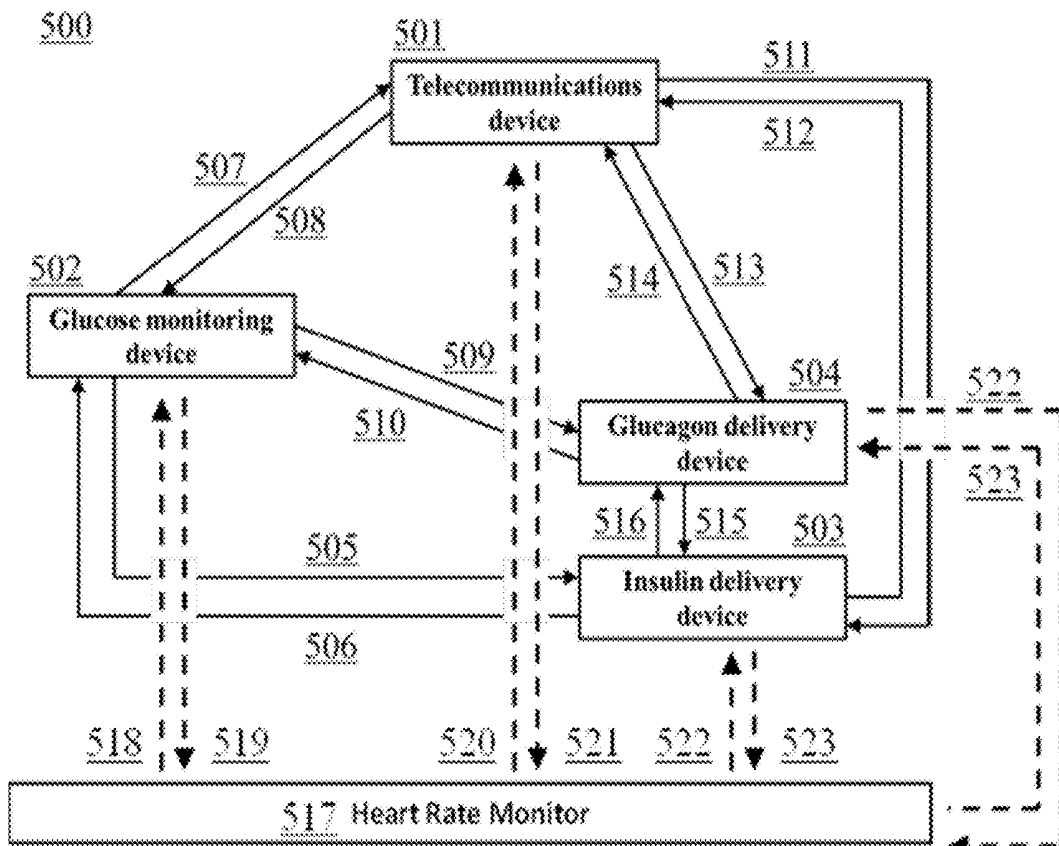 500
501
Telecommunications
device
511
512
507
508
502
Glucose monitoring
device
514
513
509
510
504
Glucagon delivery
device
522
523
516
515
503
505
Insulin delivery
device
506
518
519
520
521
522
523
517 Heart Rate Monitor